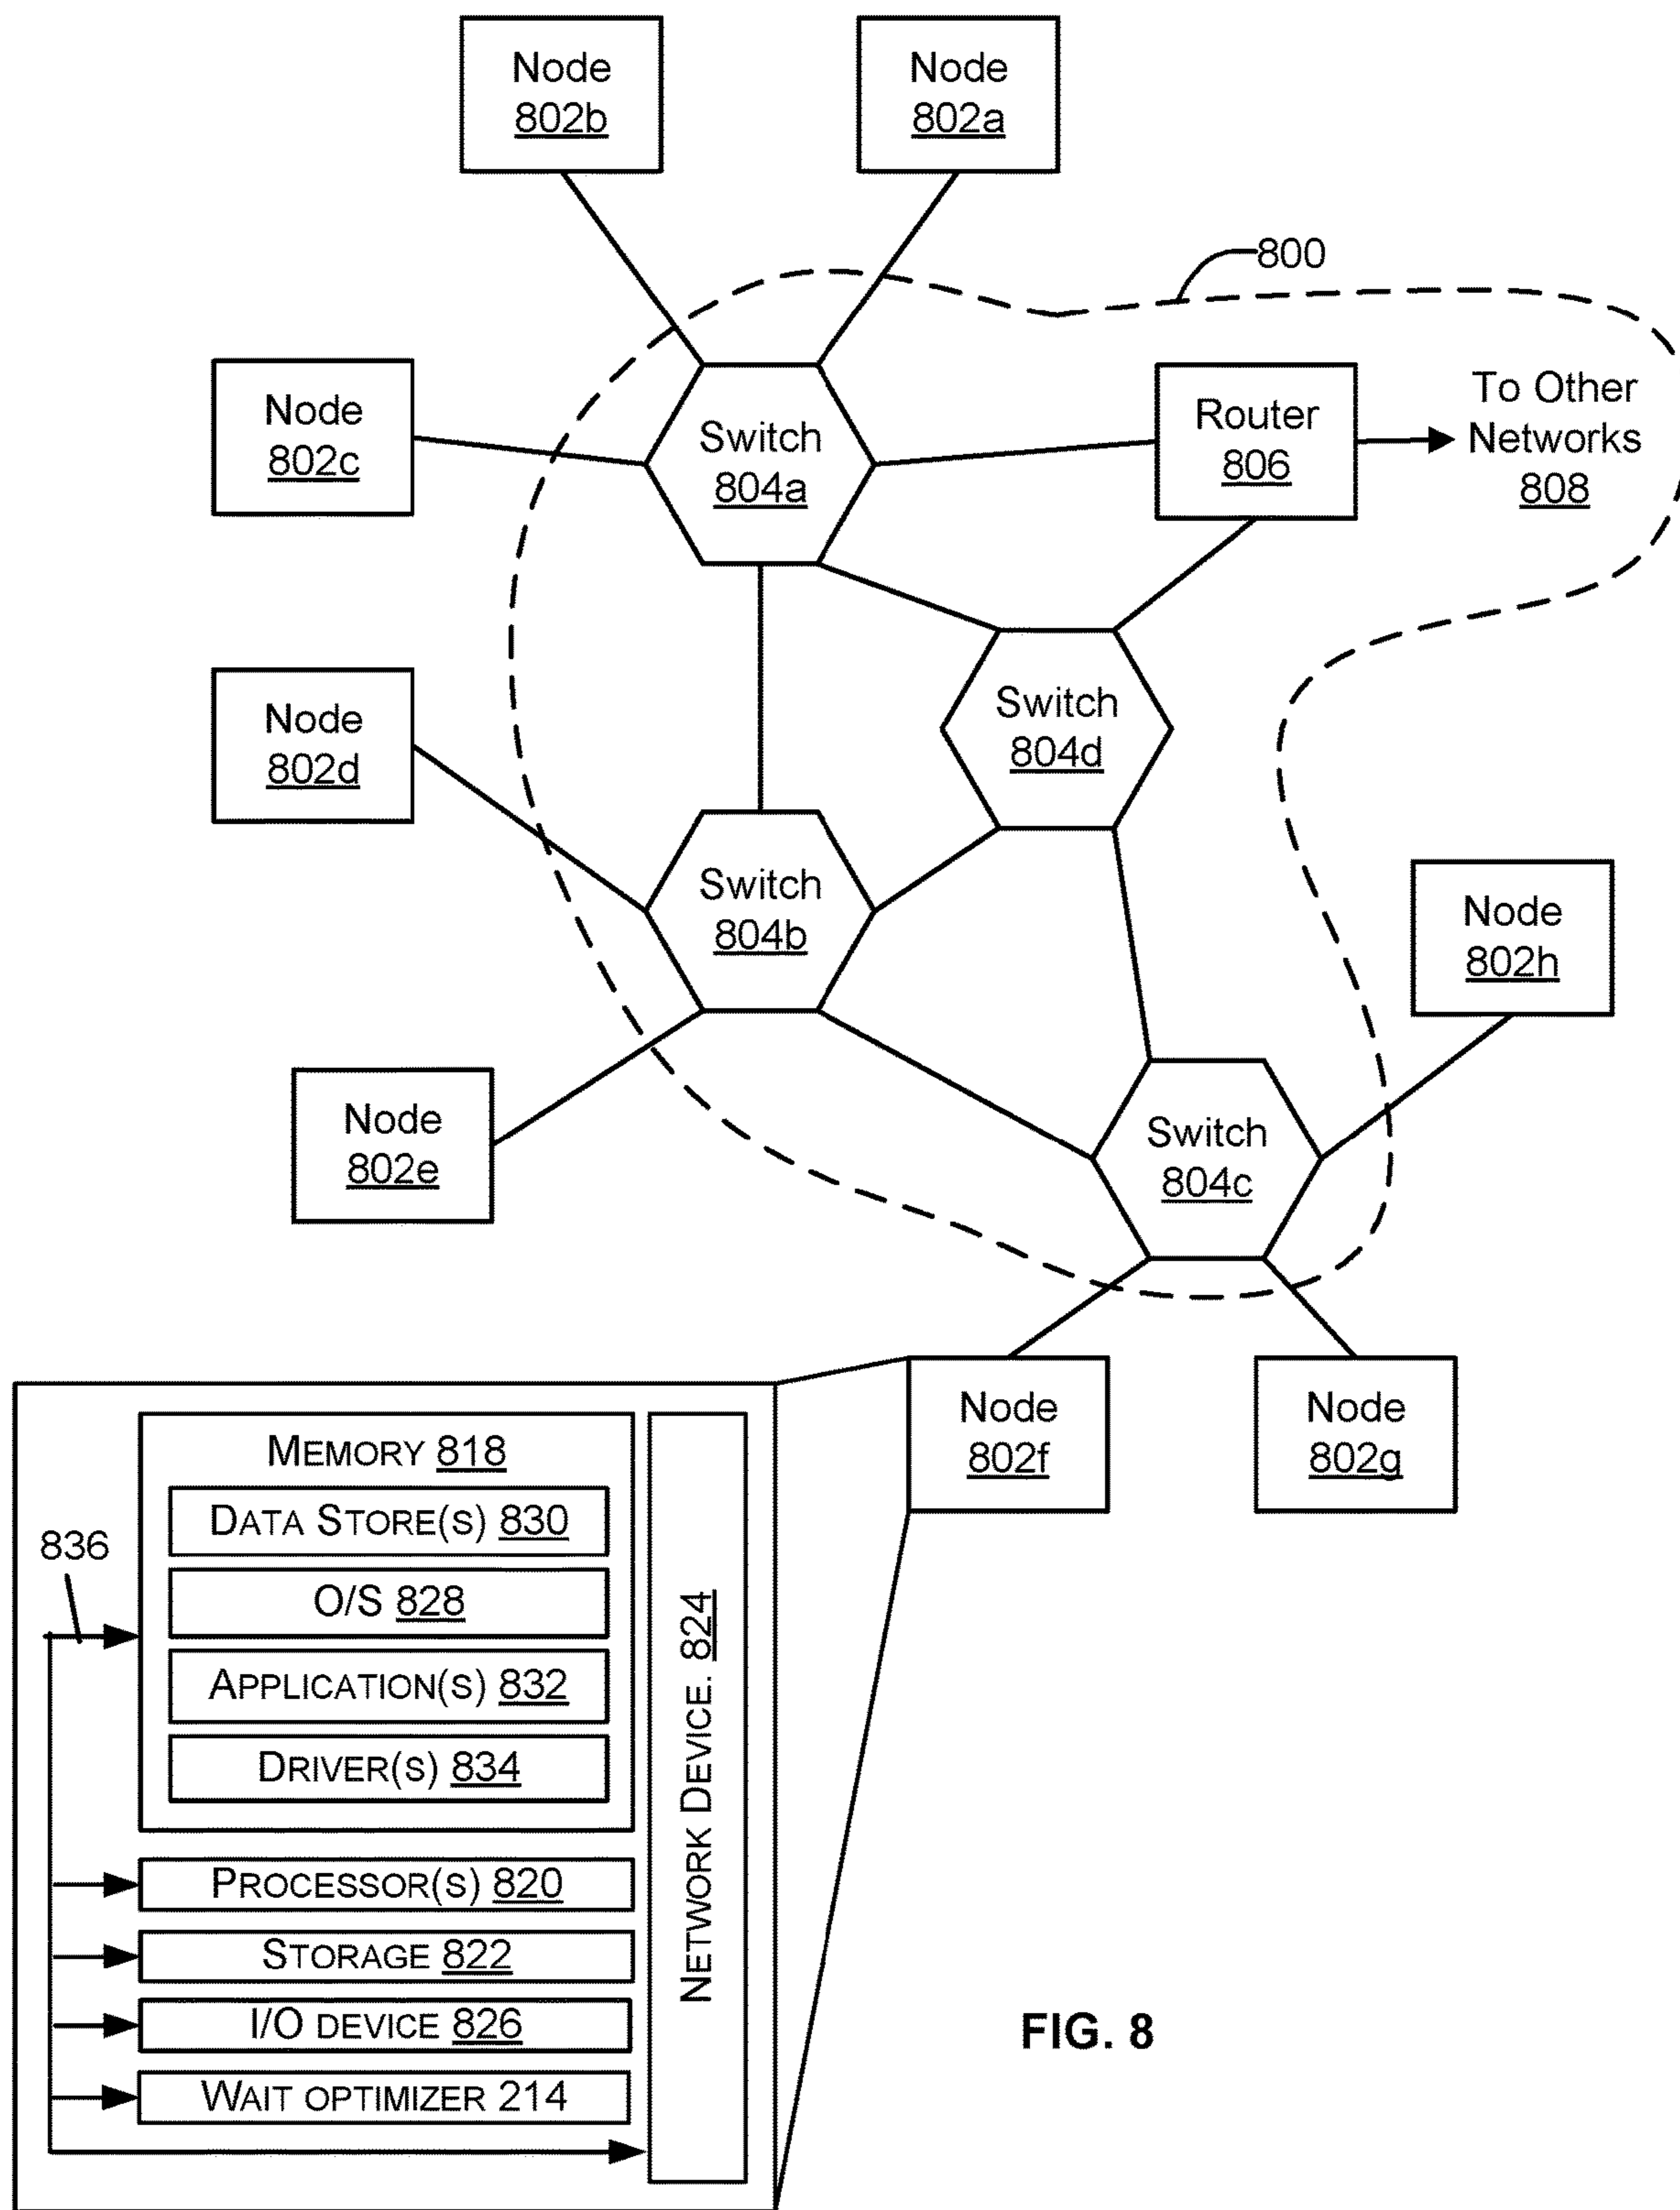 Node
802b
Node
802a
800
Node
802c
Switch
804a
Router
806
To Other
Networks
808
Node
802d
Switch
804d
Switch
804b
Node
802h
Node
802e
Switch
804c
Node
802f
Node
802g
MEMORY 818
DATA STORE(S) 830
836
O/S 828
APPLICATION(S) 832
DRIVER(S) 834
NETWORK DEVICE. 824
PROCESSOR(S) 820
STORAGE 822
I/O DEVICE 826
WAIT OPTIMIZER 214
FIG. 8